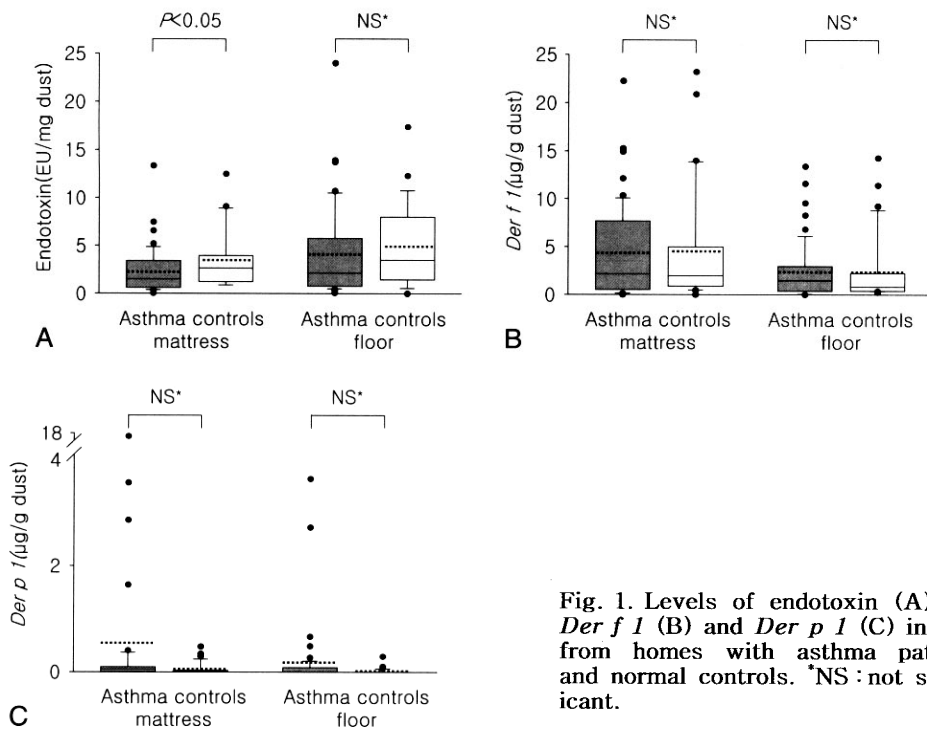 P<0.05 NS*
25
20
15
10
5
0
Endotoxin(EU/mg dust)
Asthma controls Asthma controls
mattress floor
A
NS* NS*
25
20
15
10
5
0
Der f 1(μg/g dust)
Asthma controls Asthma controls
mattress floor
B
NS* NS*
18
4
2
0
Der p 1(μg/g dust)
Asthma controls Asthma controls
mattress floor
C
Fig. 1. Levels of endotoxin (A)
Der f 1 (B) and Der p 1 (C) in
from homes with asthma pat
and normal controls. *NS : not s
icant.